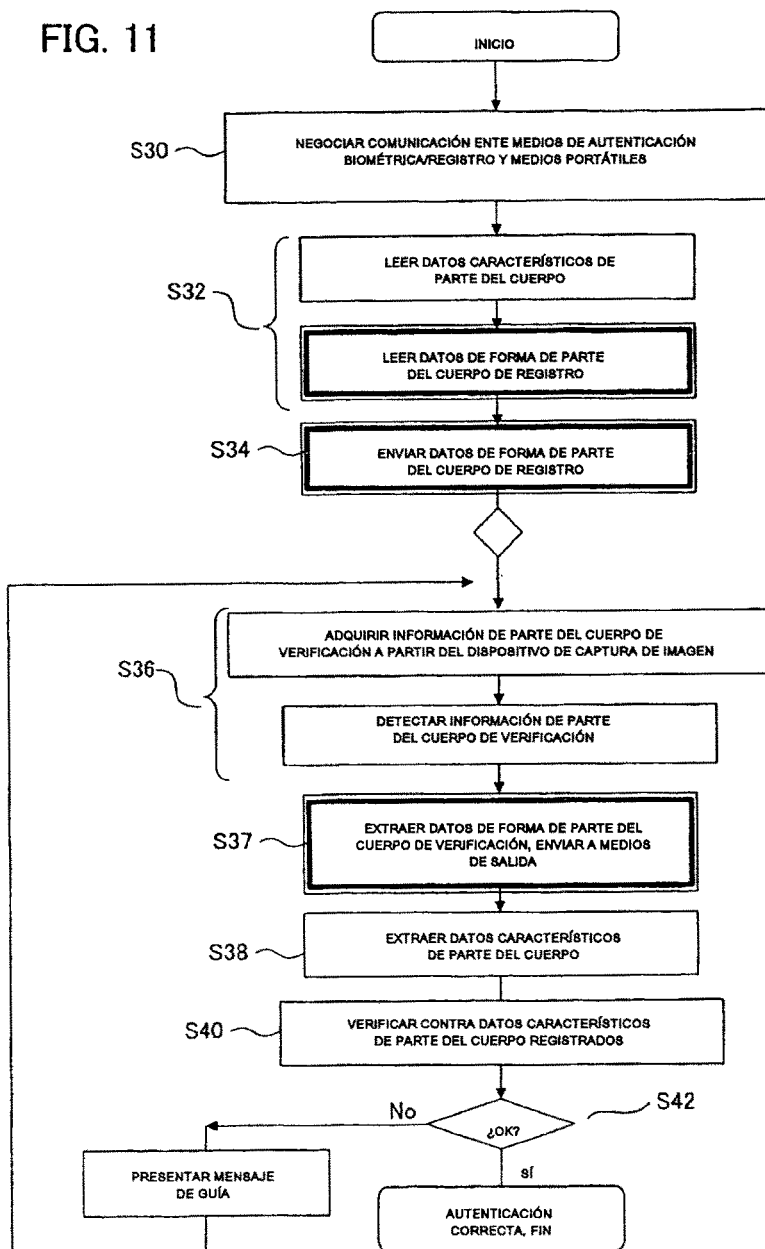 FIG. 11
INICIO
S30
NEGOCIAR COMUNICACIÓN ENTE MEDIOS DE AUTENTICACIÓN
BIOMÉTRICA/REGISTRO Y MEDIOS PORTÁTILES
S32
LEER DATOS CARACTERÍSTICOS DE
PARTE DEL CUERPO
LEER DATOS DE FORMA DE PARTE
DEL CUERPO DE REGISTRO
S34
ENVIAR DATOS DE FORMA DE PARTE
DEL CUERPO DE REGISTRO
S36
ADQUIRIR INFORMACIÓN DE PARTE DEL CUERPO DE
VERIFICACIÓN A PARTIR DEL DISPOSITIVO DE CAPTURA DE IMAGEN
DETECTAR INFORMACIÓN DE PARTE
DEL CUERPO DE VERIFICACIÓN
S37
EXTRAER DATOS DE FORMA DE PARTE DEL
CUERPO DE VERIFICACIÓN, ENVIAR A MEDIOS
DE SALIDA
S38
EXTRAER DATOS CARACTERÍSTICOS
DE PARTE DEL CUERPO
S40
VERIFICAR CONTRA DATOS CARACTERÍSTICOS
DE PARTE DEL CUERPO REGISTRADOS
S42
No
¿OK?
sí
PRESENTAR MENSAJE
DE GUÍA
AUTENTICACIÓN
CORRECTA, FIN